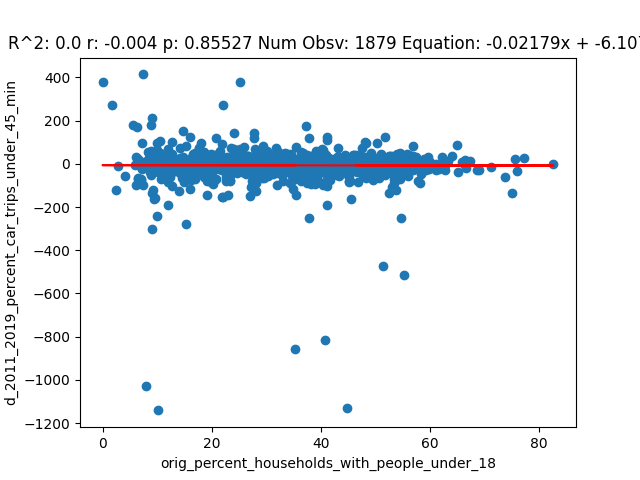 R^2: 0.0 r: -0.004 p: 0.85527 Num Obsv: 1879 Equation: -0.02179x + -6.107
d_2011_2019_percent_car_trips_under_45_min
400
200
0
−200
−400
−600
−800
−1000
−1200
0 20 40 60 80
orig_percent_households_with_people_under_18